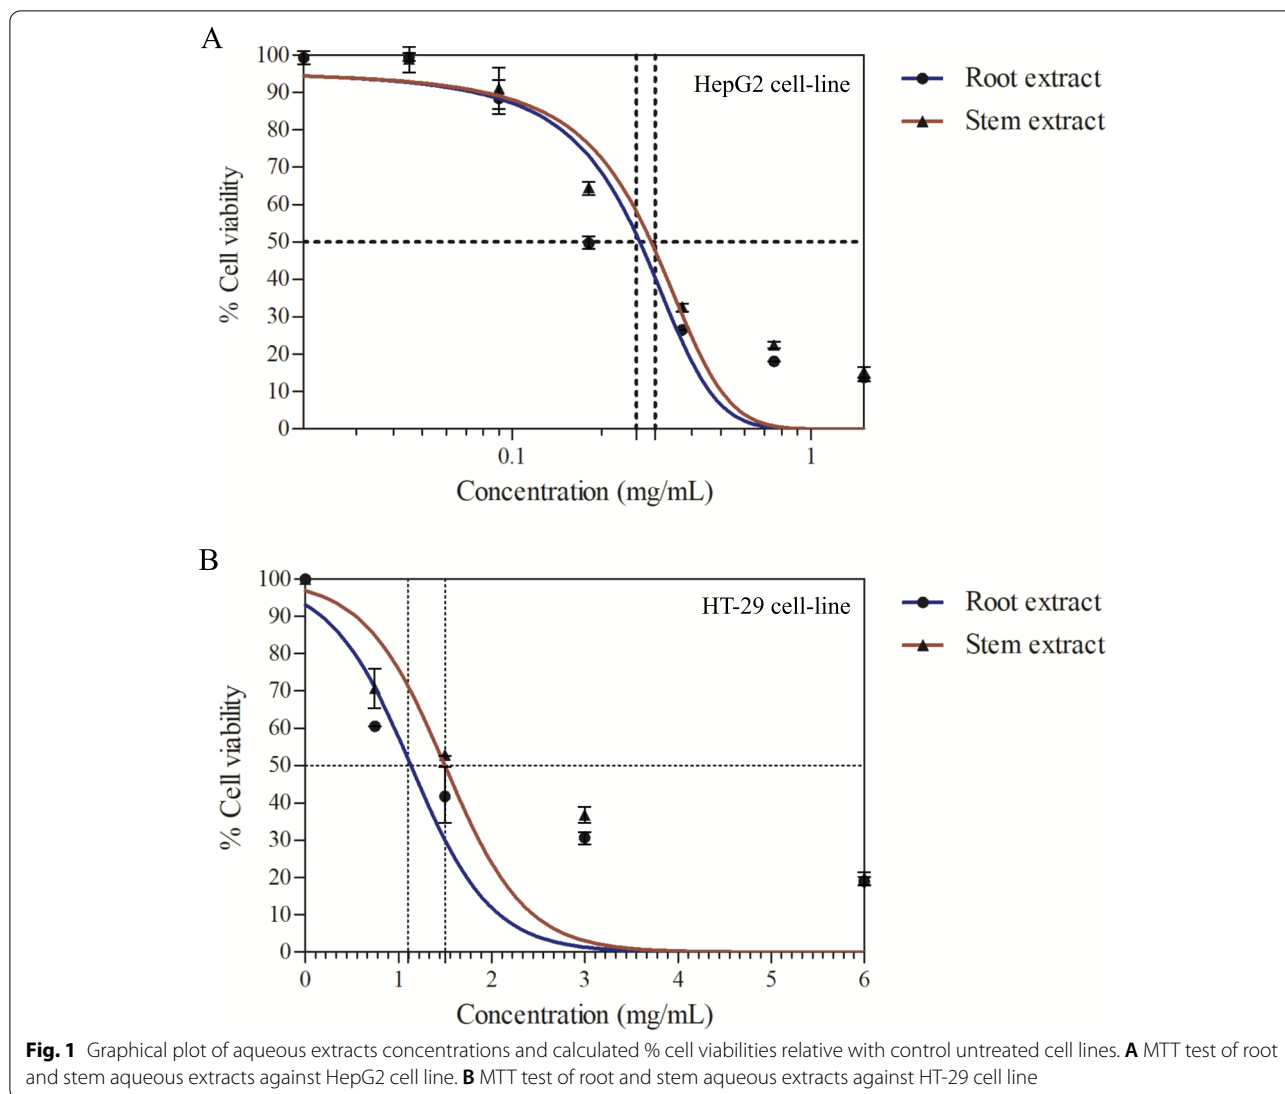 A
100
90
80
70
60
50
40
30
20
10
0
% Cell viability
HepG2 cell-line
Root extract
Stem extract
0.1 1
Concentration (mg/mL)
B
100
90
80
70
60
50
40
30
20
10
0
% Cell viability
HT-29 cell-line
Root extract
Stem extract
0 1 2 3 4 5 6
Concentration (mg/mL)
Fig. 1 Graphical plot of aqueous extracts concentrations and calculated % cell viabilities relative with control untreated cell lines. A MTT test of root
and stem aqueous extracts against HepG2 cell line. B MTT test of root and stem aqueous extracts against HT-29 cell line